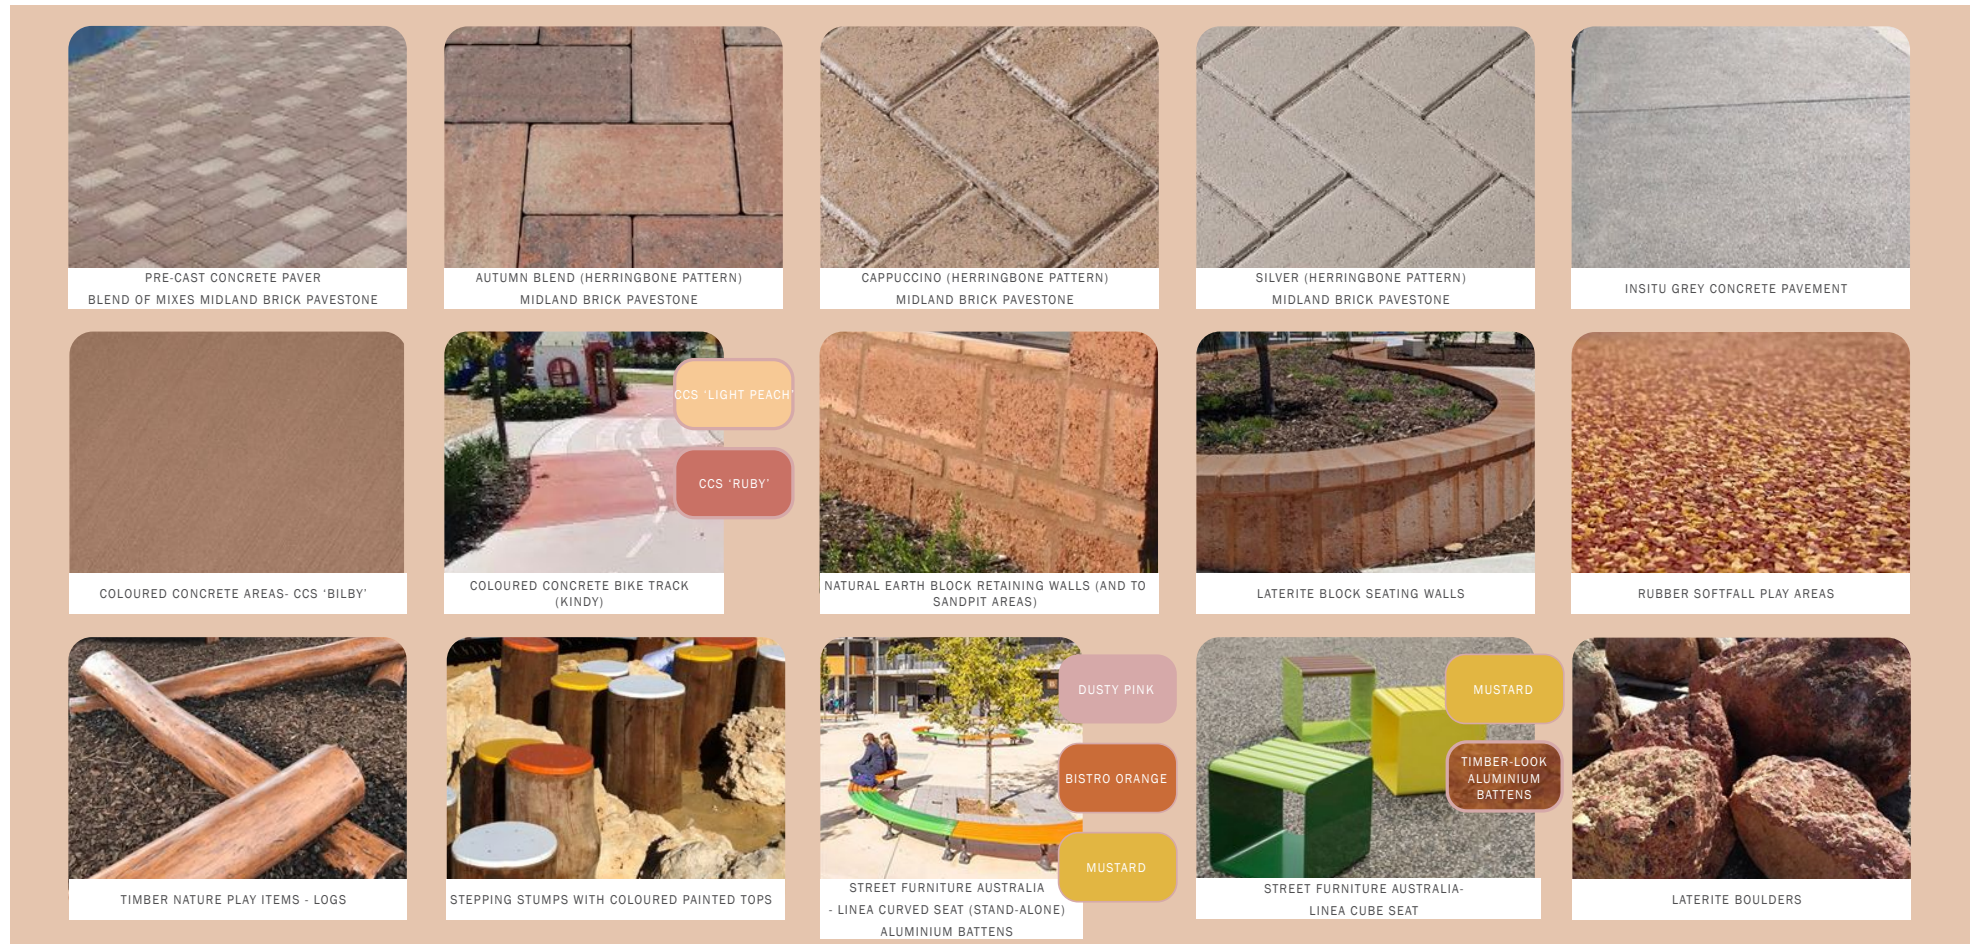 PRE-CAST CONCRETE PAVER
BLEND OF MIXES MIDLAND BRICK PAVESTONE
AUTUMN BLEND (HERRINGBONE PATTERN)
MIDLAND BRICK PAVESTONE
CAPPUCCINO (HERRINGBONE PATTERN)
MIDLAND BRICK PAVESTONE
SILVER (HERRINGBONE PATTERN)
MIDLAND BRICK PAVESTONE
INSITU GREY CONCRETE PAVEMENT
COLOURED CONCRETE AREAS- CCS ‘BILBY’
CCS ‘LIGHT PEACH’
CCS ‘RUBY’
COLOURED CONCRETE BIKE TRACK
(KINDY)
NATURAL EARTH BLOCK RETAINING WALLS (AND TO
SANDPIT AREAS)
LATERITE BLOCK SEATING WALLS
RUBBER SOFTFALL PLAY AREAS
TIMBER NATURE PLAY ITEMS - LOGS
STEPPING STUMPS WITH COLOURED PAINTED TOPS
DUSTY PINK
BISTRO ORANGE
MUSTARD
STREET FURNITURE AUSTRALIA
- LINEA CURVED SEAT (STAND-ALONE)
ALUMINIUM BATTENS
MUSTARD
TIMBER-LOOK
ALUMINIUM
BATTENS
STREET FURNITURE AUSTRALIA-
LINEA CUBE SEAT
LATERITE BOULDERS